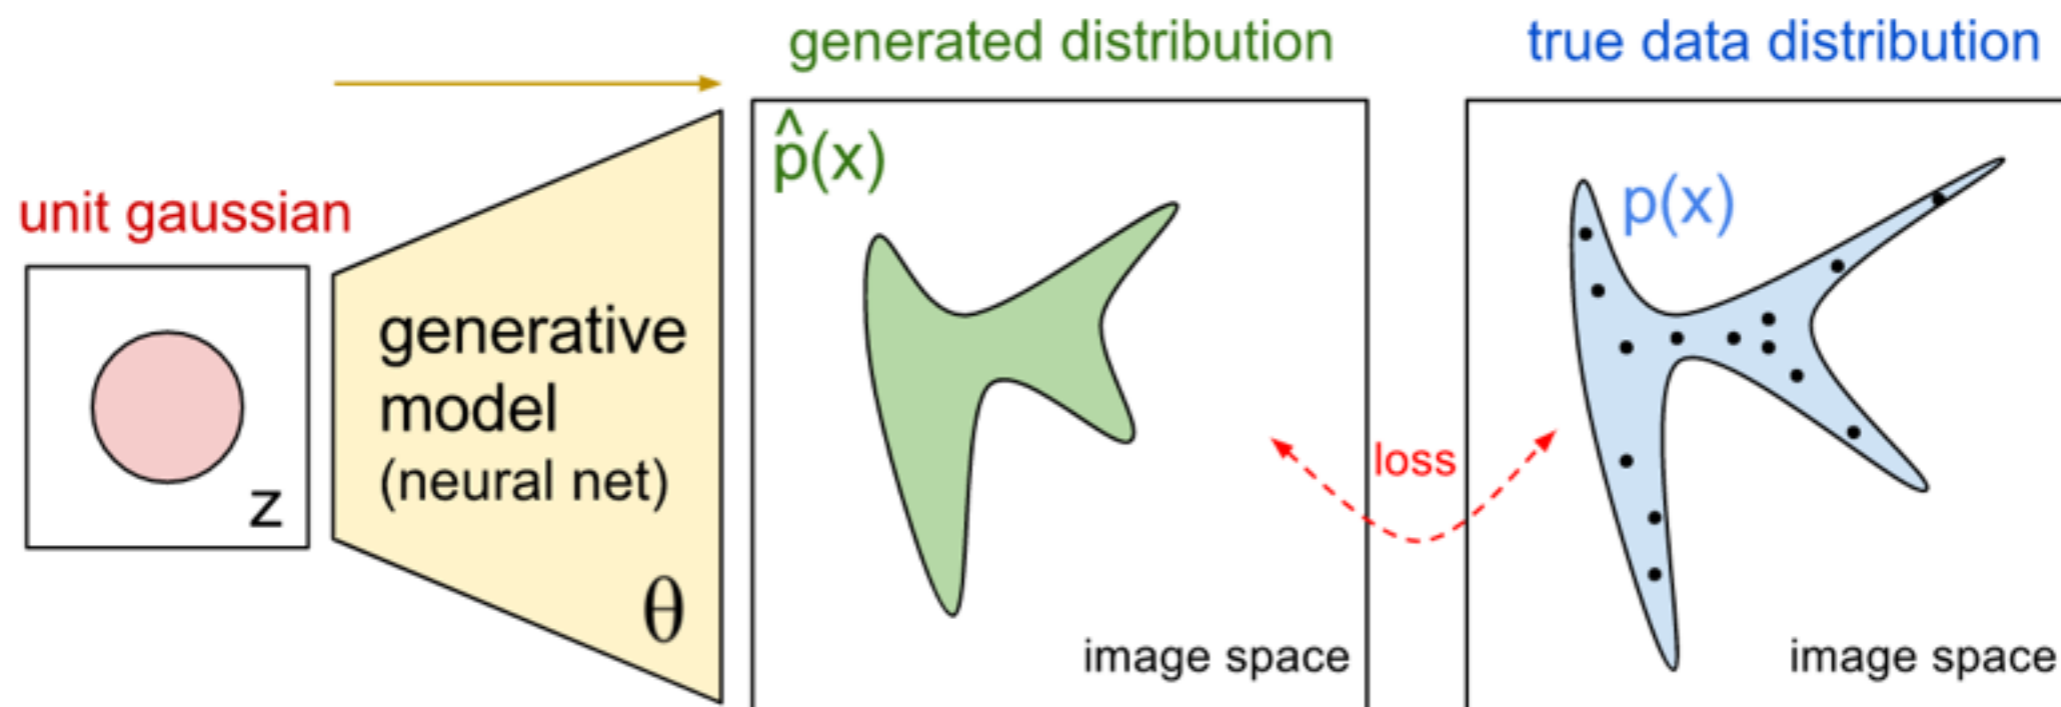 unit gaussian
z
generative
model
(neural net)
θ
generated distribution
p̂(x)
image space
loss
true data distribution
p(x)
image space